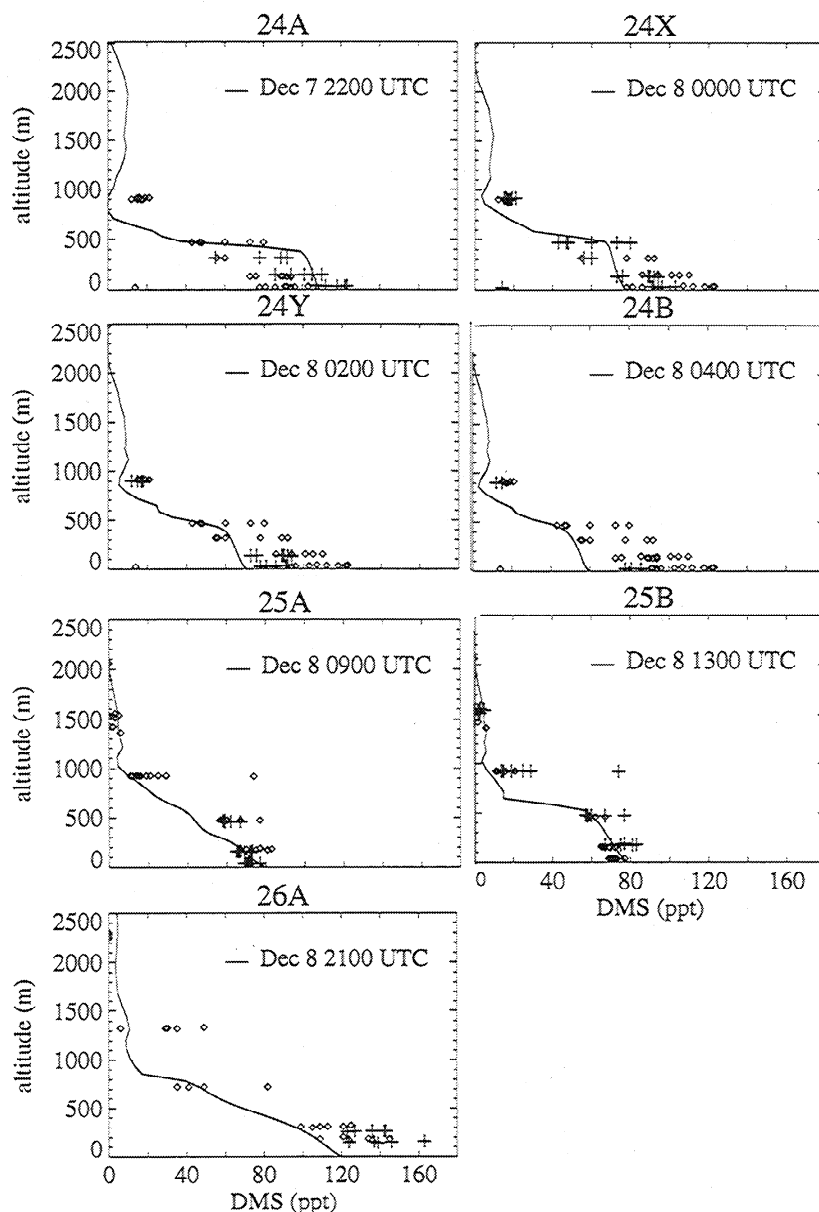 24A
24X
2500
2000
1500
1000
500
0
altitude (m)
— Dec 7 2200 UTC
— Dec 8 0000 UTC
24Y
24B
2500
2000
1500
1000
500
0
altitude (m)
— Dec 8 0200 UTC
— Dec 8 0400 UTC
25A
25B
2500
2000
1500
1000
500
0
altitude (m)
— Dec 8 0900 UTC
— Dec 8 1300 UTC
0 40 80 120 160
DMS (ppt)
26A
2500
2000
1500
1000
500
0
altitude (m)
— Dec 8 2100 UTC
0 40 80 120 160
DMS (ppt)